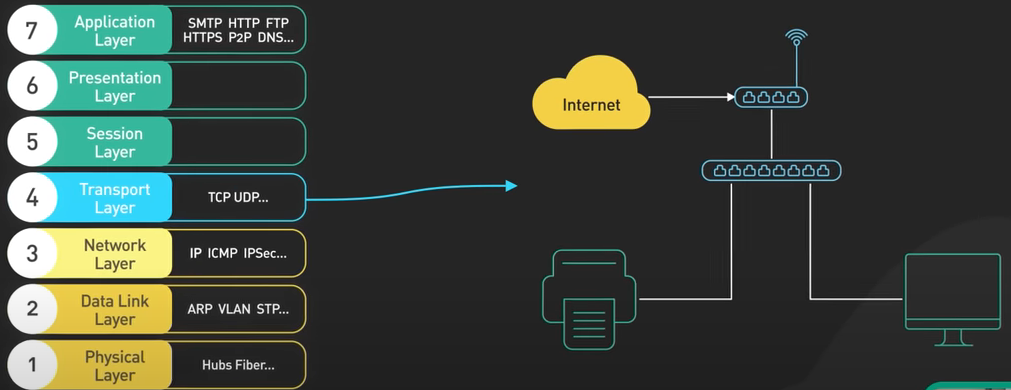 7
Application
Layer
SMTP HTTP FTP
HTTPS P2P DNS...
6
Presentation
Layer
5
Session
Layer
4
Transport
Layer
TCP UDP...
3
Network
Layer
IP ICMP IPSec...
2
Data Link
Layer
ARP VLAN STP...
1
Physical
Layer
Hubs Fiber...
Internet